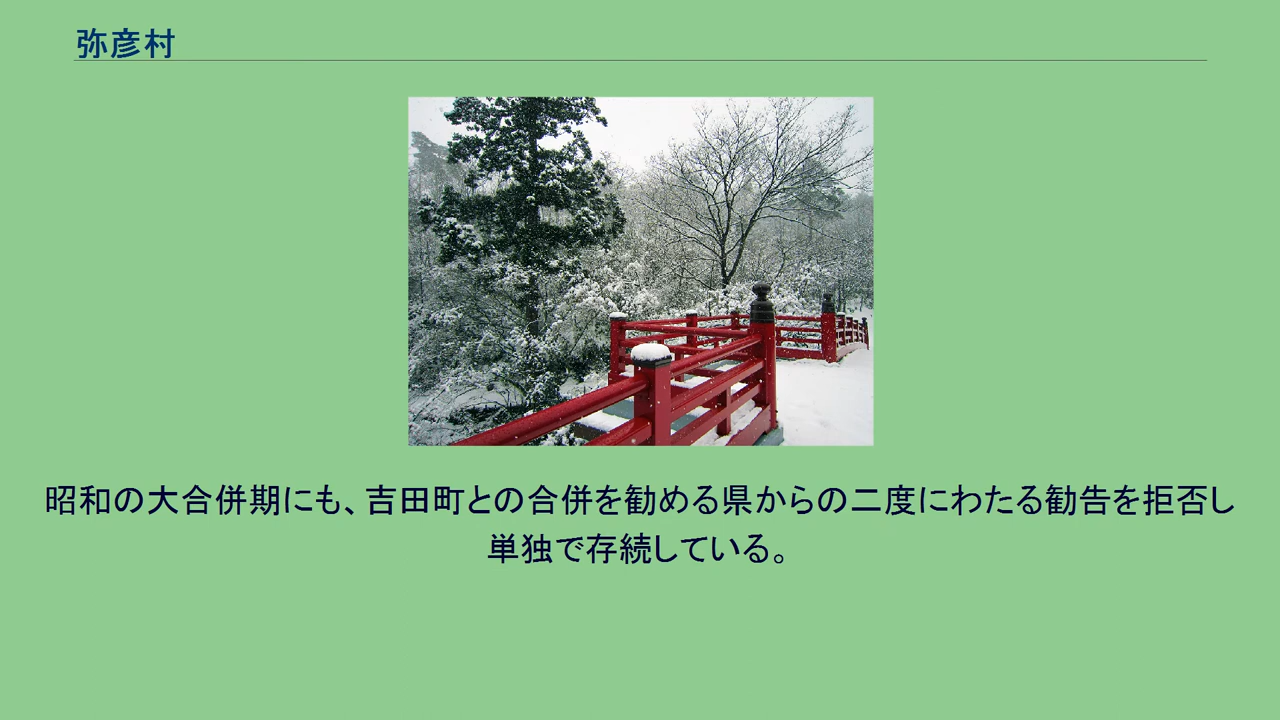 弥彦村
昭和の大合併期にも、吉田町との合併を勧める県からの二度にわたる勧告を拒否し
単独で存続している。